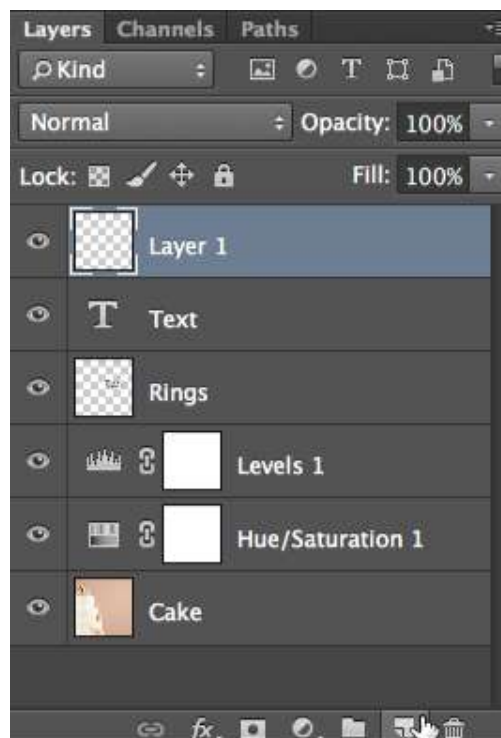 Layers Channels Paths
Kind
Normal Opacity: 100%
Lock: Fill: 100%
Layer 1
T Text
Rings
Levels 1
Hue/Saturation 1
Cake
fx